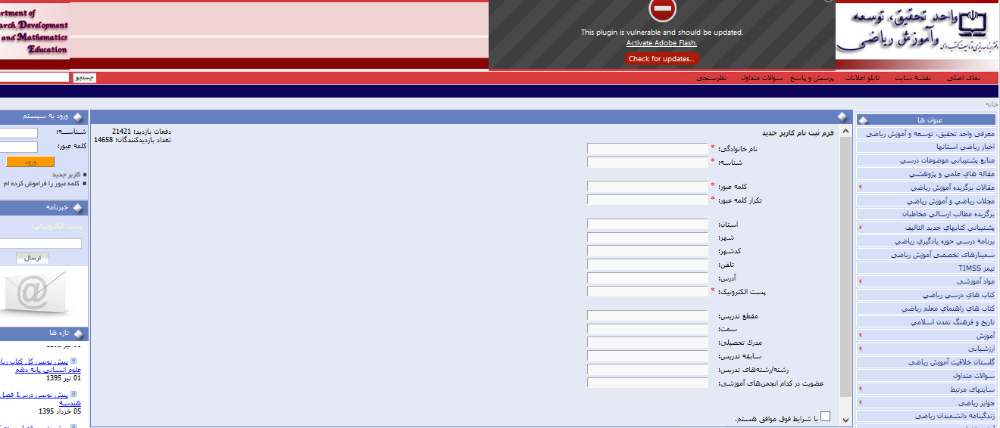 rtment of
arch Development
and Mathematics
Education
This plugin is vulnerable and should be updated.
Activate Adobe Flash.
Check for updates...
واحد تحقیق، توسعه
وآموزش ریاضی
نمای اصلی
نقشه سایت
تابلو اعلانات
پرسش و پاسخ
سوالات متداول
نظرسنجی
جستجو
خانه
عنوان ها
معرفی واحد تحقیق، توسعه و آموزش ریاضی
اخبار ریاضی استانها
منابع پشتیبانی موضوعات درسی
مقاله های علمی و پژوهشی
مقالات برگزیده آموزش ریاضی
مجلات ریاضی و آموزش ریاضی
برگزیده مطالب ارسالی مخاطبان
پشتیبانی کتابهای جدید التالیف
برنامه درسی حوزه یادگیری ریاضی
سمینارهای تخصصی آموزش ریاضی
تیمز TIMSS
مواد آموزشی
کتاب های درسی ریاضی
کتاب های راهنمای معلم ریاضی
تاریخ و فرهنگ تمدن اسلامی
آموزش
ارزشیابی
گلستان خلاقیت آموزش ریاضی
سوالات متداول
سایتهای مرتبط
جوایز ریاضی
زندگینامه دانشمندان ریاضی
فرم ثبت نام کاربر جدید
دفعات بازدید: 21421
تعداد بازدیدکنندگان: 14658
نام خانوادگی: *
شناسه: *
کلمه عبور: *
تکرار کلمه عبور: *
استان:
شهر:
کدشهر:
تلفن:
آدرس:
پست الکترونیک: *
مقطع تدریس:
سمت:
مدرك تحصیلی:
سابقه تدریس:
رشته/رشته‌های تدریس:
عضویت در کدام انجمن‌های آموزشی:
با شرایط فوق موافق هستم.
ورود به سیستم
شناسه:
کلمه عبور:
ورود
کاربر جدید
کلمه عبور را فراموش کرده ام
خبرنامه
پست الکترونیکی:
ارسال
تازه ها
پیش نویس کل کتاب ریا
علوم انسانی پایه دهم
01 تیر 1395
پیش نویس درس1 فصل
هندسه
05 خرداد 1395